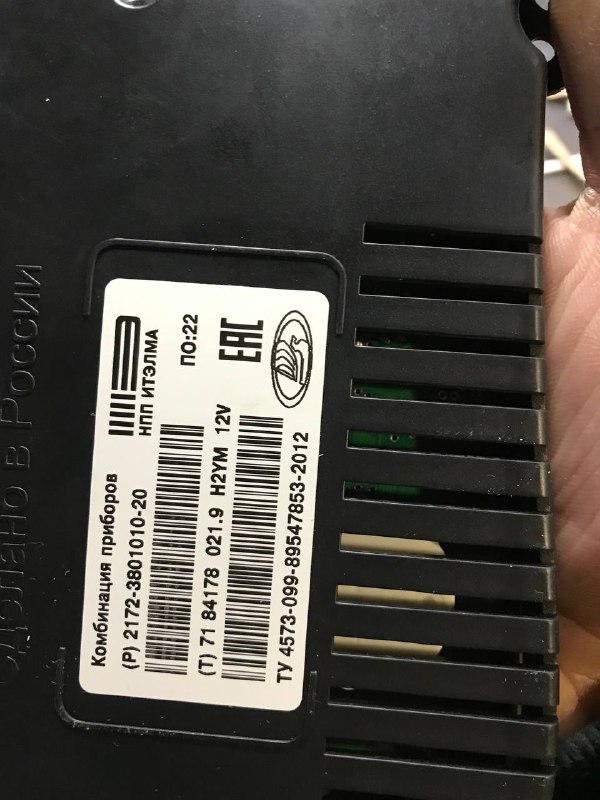 Сделано в России
НПП ИТЭЛМА
ПО:22
ЕАС
Комбинация приборов
(P) 2172-3801010-20
(T) 71 84178 021.9 H2YM 12V
ТУ 4573-099-89547853-2012